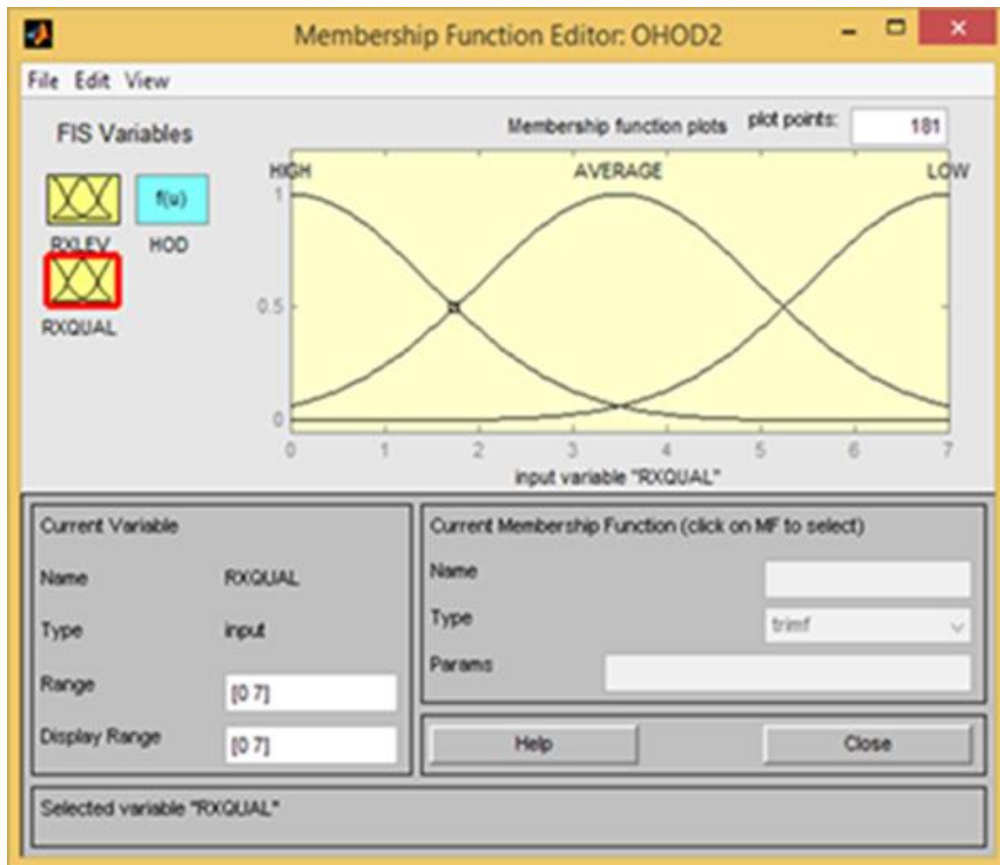 Membership Function Editor: OHOD2
File Edit View
FIS Variables
Membership function plots plot points: 181
f(u)
RXLEV HOD
RXQUAL
HIGH AVERAGE LOW
1
0.5
0
0 1 2 3 4 5 6 7
input variable "RXQUAL"
Current Variable
Name RXQUAL
Type input
Range [0 7]
Display Range [0 7]
Current Membership Function (click on MF to select)
Name
Type trimf
Params
Help Close
Selected variable "RXQUAL"